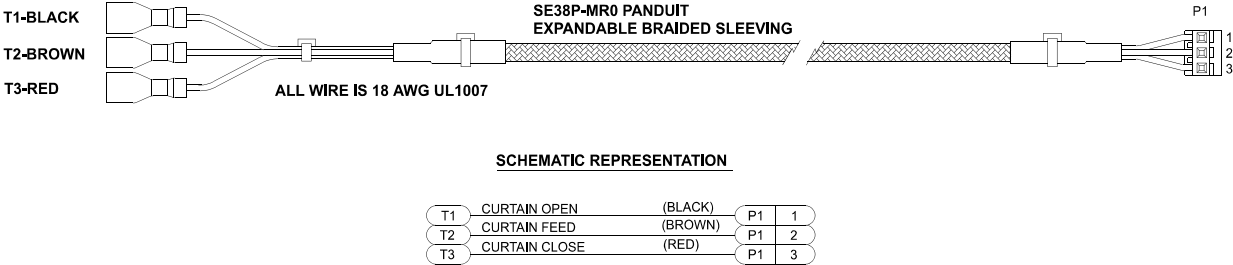 T1-BLACK
SE38P-MR0 PANDUIT
EXPANDABLE BRAIDED SLEEVING
P1
1
T2-BROWN
2
T3-RED
3
ALL WIRE IS 18 AWG UL1007
SCHEMATIC REPRESENTATION
T1 CURTAIN OPEN (BLACK) P1 1
T2 CURTAIN FEED (BROWN) P1 2
T3 CURTAIN CLOSE (RED) P1 3